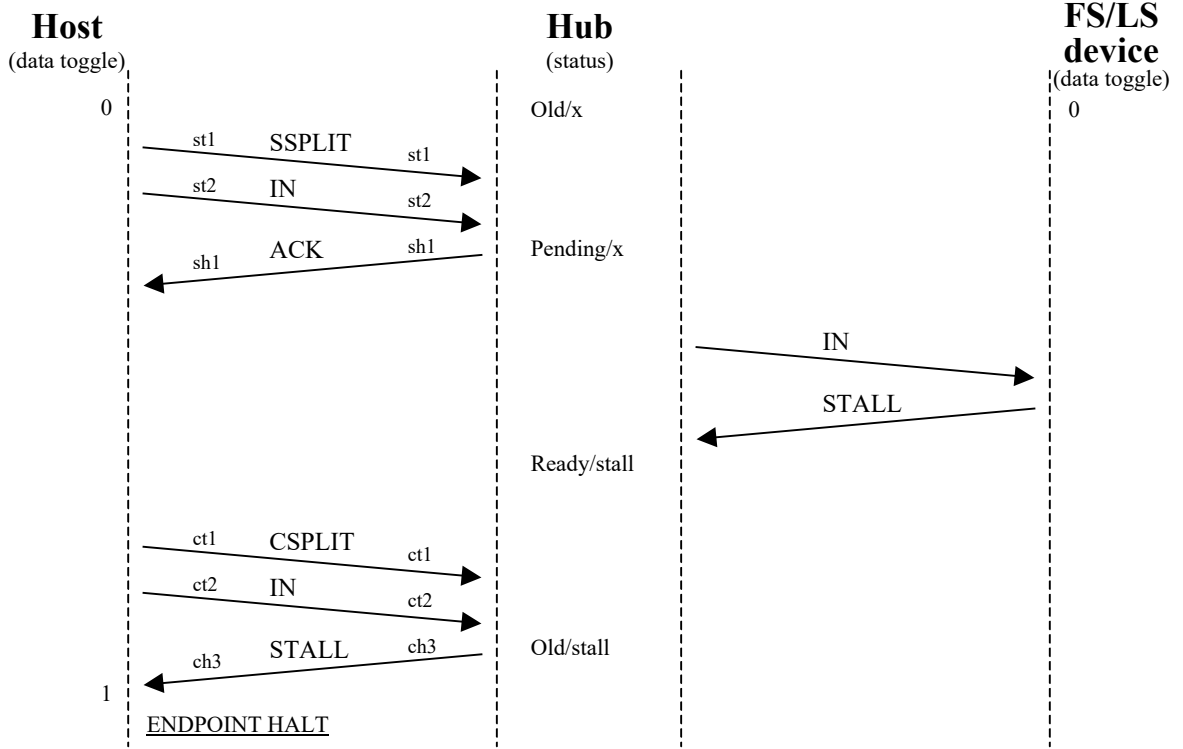 Host
(data toggle)
Hub
(status)
FS/LS
device
(data toggle)
0
Old/x
0
st1 SSPLIT st1
st2 IN st2
sh1 ACK sh1
Pending/x
IN
STALL
Ready/stall
ct1 CSPLIT ct1
ct2 IN ct2
ch3 STALL ch3
Old/stall
1
ENDPOINT HALT